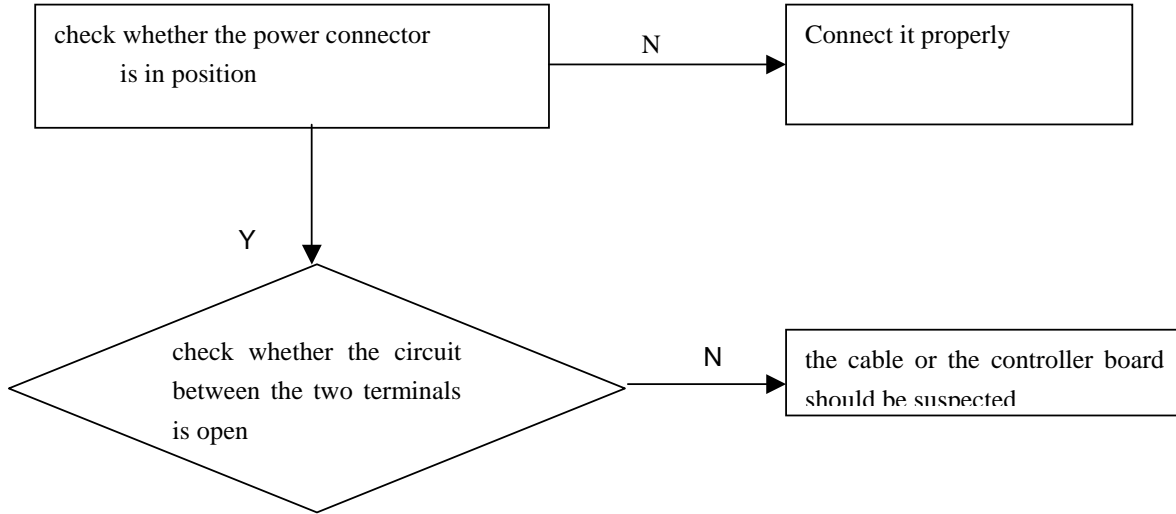 check whether the power connector
is in position
N
Connect it properly
Y
check whether the circuit
between the two terminals
is open
N
the cable or the controller board
should be suspected